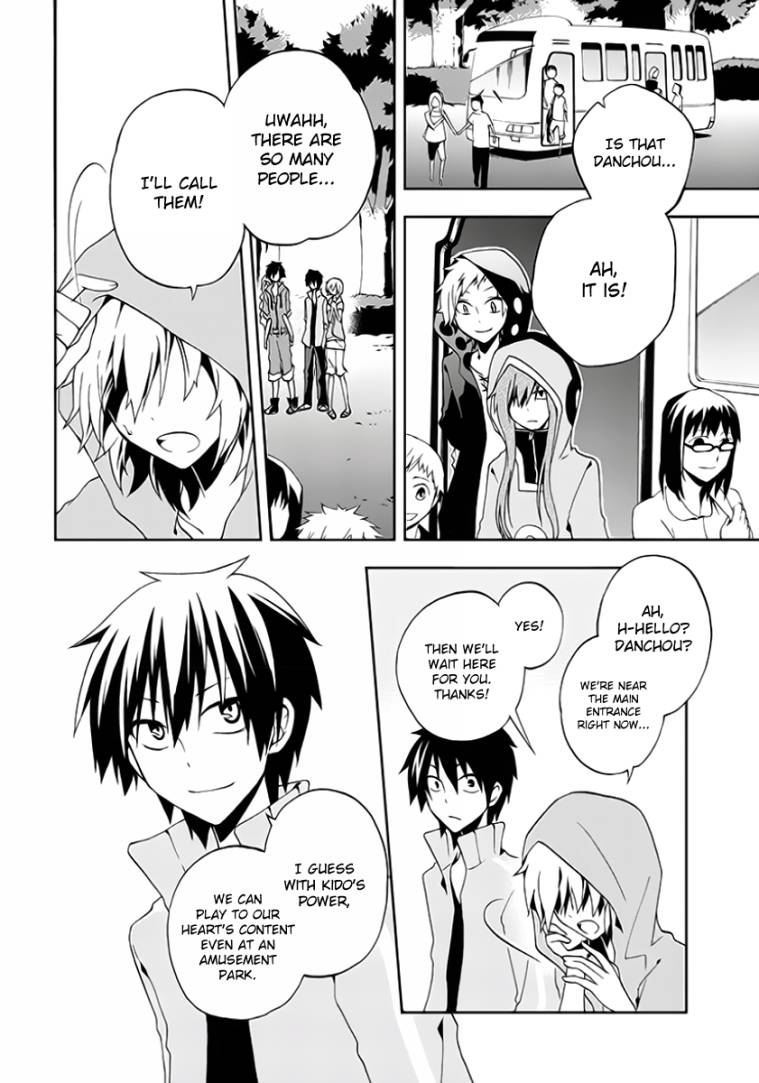 IS THAT
DANCHOU...
AH,
IT IS!
UWAHH,
THERE ARE
SO MANY
PEOPLE...
I'LL CALL
THEM!
AH,
H-HELLO?
DANCHOU?
WE'RE NEAR
THE MAIN
ENTRANCE
RIGHT NOW...
YES!
THEN WE'LL
WAIT HERE
FOR YOU.
THANKS!
I GUESS
WITH KIDO'S
POWER,
WE CAN
PLAY TO OUR
HEART'S CONTENT
EVEN AT AN
AMUSEMENT
PARK.